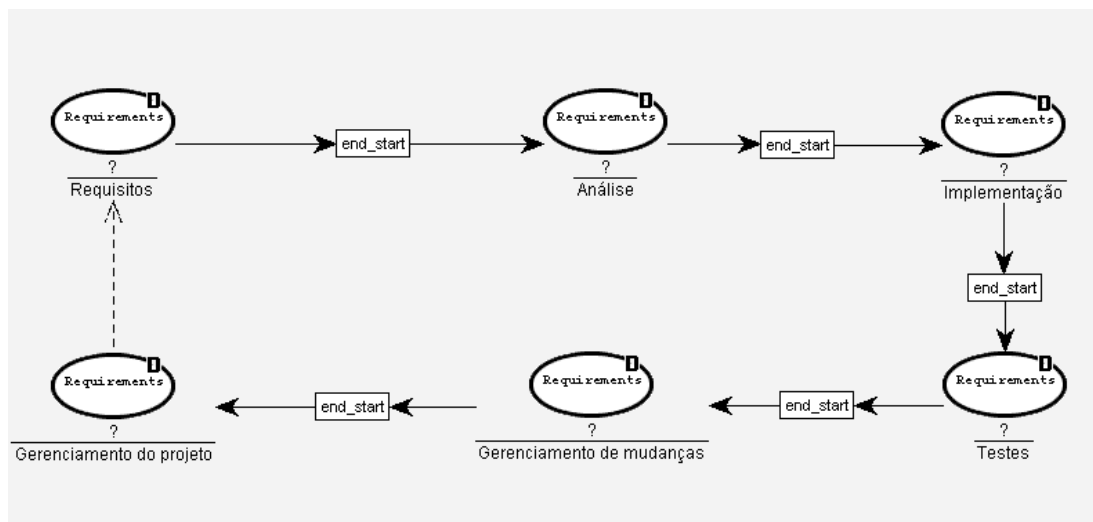 D
Requirements
?
Requisitos
end_start
D
Requirements
?
Análise
end_start
D
Requirements
?
Implementação
end_start
D
Requirements
?
Gerenciamento do projeto
end_start
D
Requirements
?
Gerenciamento de mudanças
end_start
D
Requirements
?
Testes